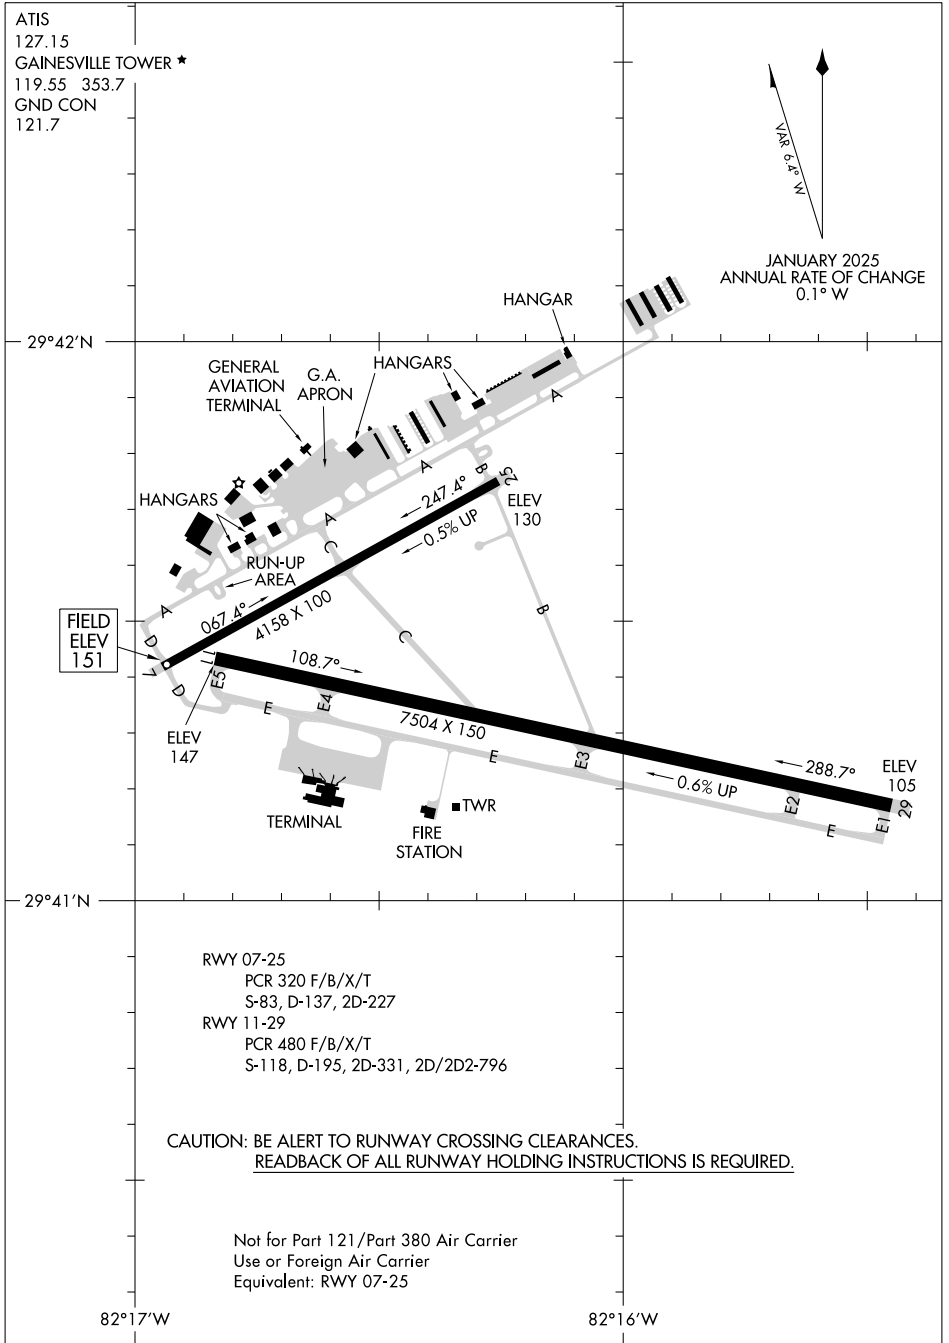 ATIS
127.15
GAINESVILLE TOWER ★
119.55 353.7
GND CON
121.7
VAR 6.4° W
JANUARY 2025
ANNUAL RATE OF CHANGE
0.1° W
HANGAR
29°42'N
GENERAL
AVIATION
TERMINAL
G.A.
APRON
HANGARS
A
A
B
25
247.4°
0.5% UP
ELEV
130
HANGARS
A
C
RUN-UP
AREA
A
067.4°
4158 X 100
B
C
FIELD
ELEV
151
D
7
D
11
108.7°
E5
E4
E
7504 X 150
ELEV
147
E
E3
0.6% UP
288.7°
ELEV
105
29
E2
E1
E
TERMINAL
TWR
FIRE
STATION
29°41'N
RWY 07-25
PCR 320 F/B/X/T
S-83, D-137, 2D-227
RWY 11-29
PCR 480 F/B/X/T
S-118, D-195, 2D-331, 2D/2D2-796
CAUTION: BE ALERT TO RUNWAY CROSSING CLEARANCES.
READBACK OF ALL RUNWAY HOLDING INSTRUCTIONS IS REQUIRED.
Not for Part 121/Part 380 Air Carrier
Use or Foreign Air Carrier
Equivalent: RWY 07-25
82°17'W
82°16'W